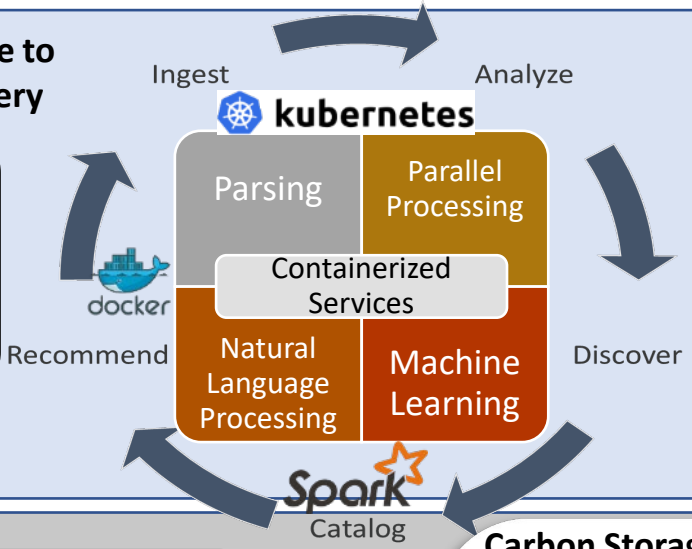 e to
ery
Ingest
Analyze
kubernetes
Parsing
Parallel
Processing
Containerized
Services
docker
Recommend
Natural
Language
Processing
Machine
Learning
Discover
Spark
Catalog
Carbon Storag